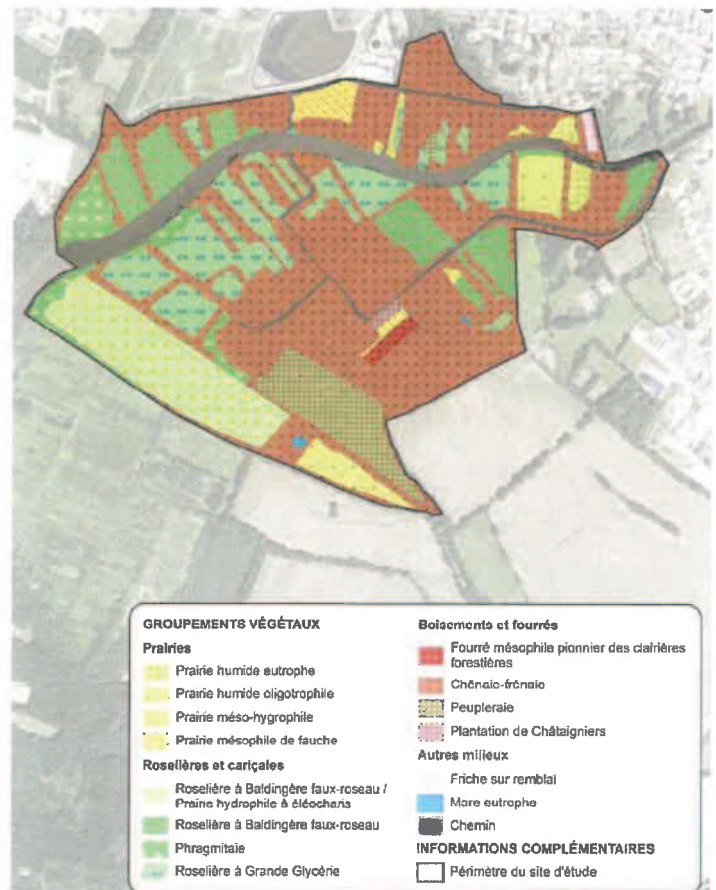 GROUPEMENTS VÉGÉTAUX
Prairies
Prairie humide eutrophe
Prairie humide oligotrophile
Prairie méso-hygrophile
Prairie mésophile de fauche
Roselières et cariçales
Roselière à Baldingère faux-roseau /
Prairie hydrophile à éléocharis
Roselière à Baldingère faux-roseau
Phragmitaie
Roselière à Grande Glycérie
Boisements et fourrés
Fourré mésophile pionnier des clairières
forestières
Chênaie-frênaie
Peupleraie
Plantation de Châtaigniers
Autres milieux
Friche sur remblai
Mare eutrophe
Chemin
INFORMATIONS COMPLÉMENTAIRES
Périmètre du site d'étude